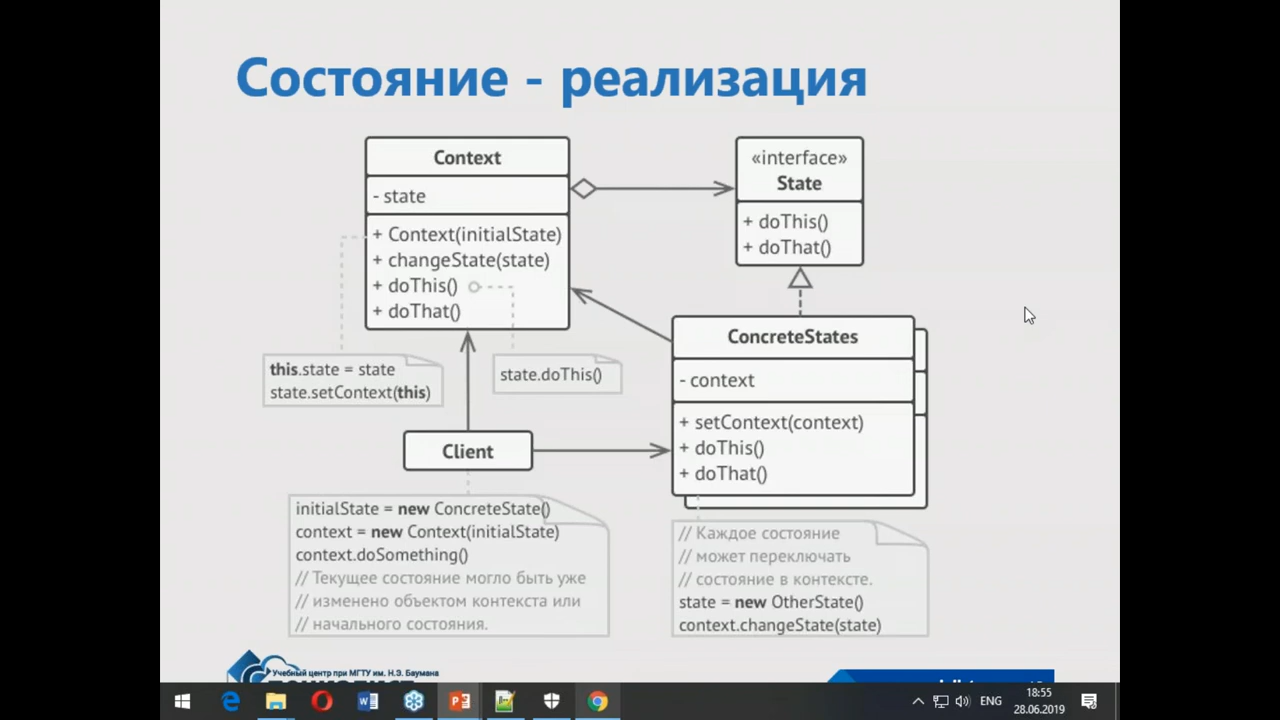 Состояние - реализация
Context
- state
+ Context(initialState)
+ changeState(state)
+ doThis()
+ doThat()
«interface»
State
+ doThis()
+ doThat()
this.state = state
state.setContext(this)
state.doThis()
ConcreteStates
- context
+ setContext(context)
+ doThis()
+ doThat()
Client
initialState = new ConcreteState()
context = new Context(initialState)
context.doSomething()
// Текущее состояние могло быть уже
// изменено объектом контекста или
// начального состояния.
// Каждое состояние
// может переключать
// состояние в контексте.
state = new OtherState()
context.changeState(state)
Учебный центр при МГТУ им. Н.Э. Баумана
ENG
18:55
28.06.2019